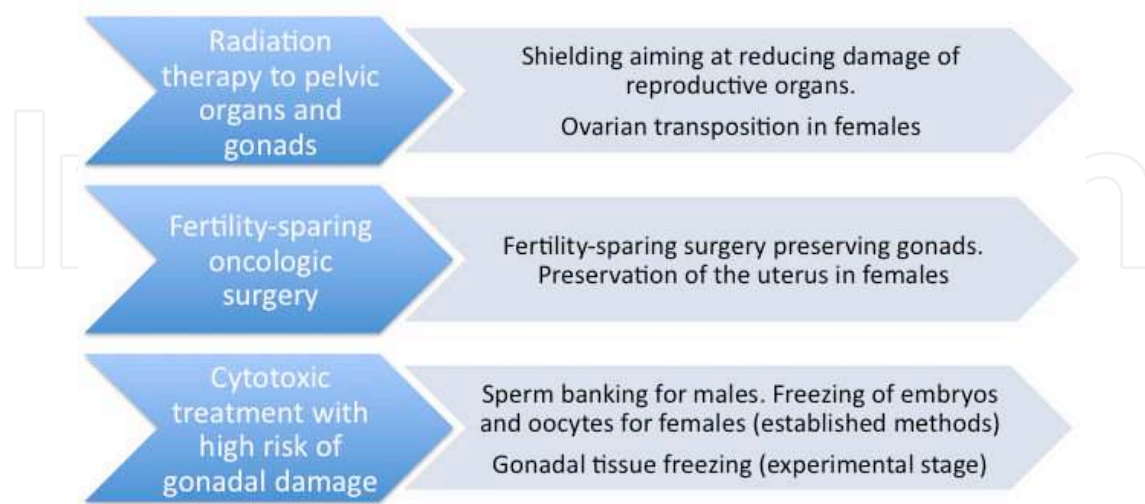 Radiation
therapy to pelvic
organs and
gonads
Shielding aiming at reducing damage of
reproductive organs.
Ovarian transposition in females
Fertility-sparing
oncologic
surgery
Fertility-sparing surgery preserving gonads.
Preservation of the uterus in females
Cytotoxic
treatment with
high risk of
gonadal damage
Sperm banking for males. Freezing of embryos
and oocytes for females (established methods)
Gonadal tissue freezing (experimental stage)